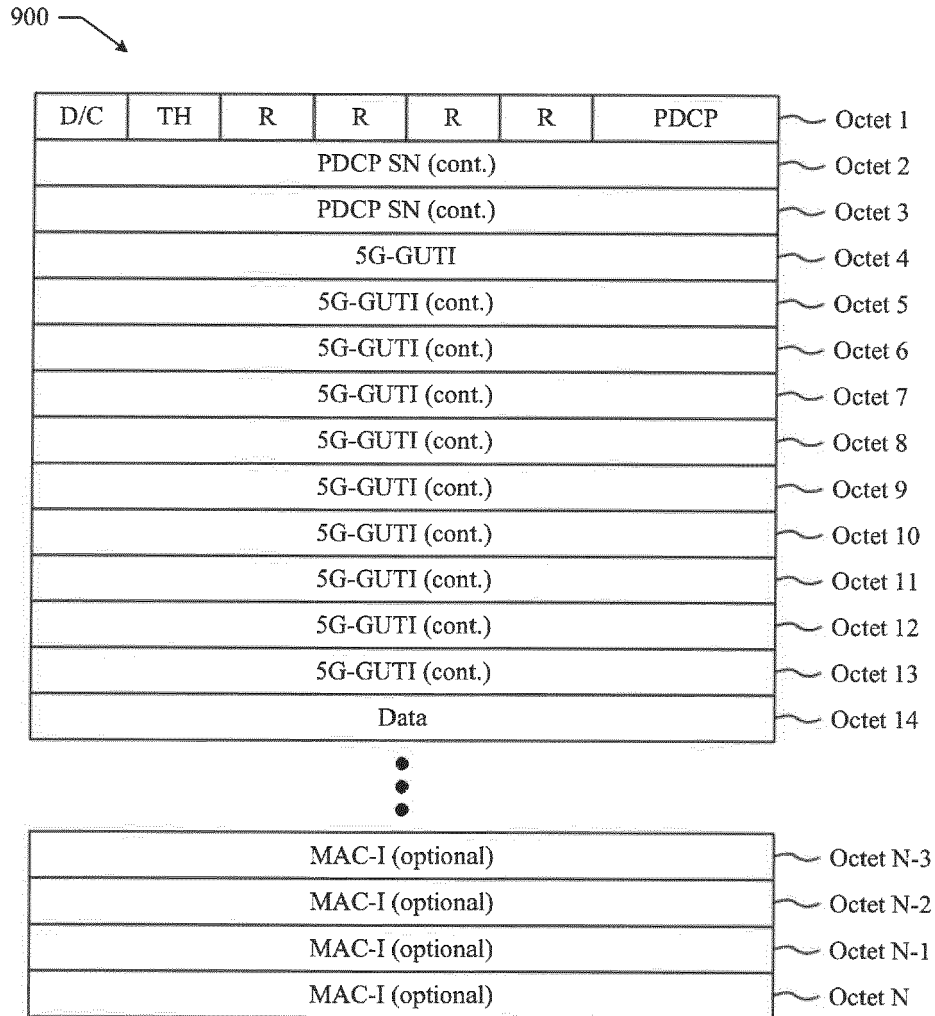 900
D/C TH R R R R PDCP Octet 1
PDCP SN (cont.) Octet 2
PDCP SN (cont.) Octet 3
5G-GUTI Octet 4
5G-GUTI (cont.) Octet 5
5G-GUTI (cont.) Octet 6
5G-GUTI (cont.) Octet 7
5G-GUTI (cont.) Octet 8
5G-GUTI (cont.) Octet 9
5G-GUTI (cont.) Octet 10
5G-GUTI (cont.) Octet 11
5G-GUTI (cont.) Octet 12
5G-GUTI (cont.) Octet 13
Data Octet 14
MAC-I (optional) Octet N-3
MAC-I (optional) Octet N-2
MAC-I (optional) Octet N-1
MAC-I (optional) Octet N